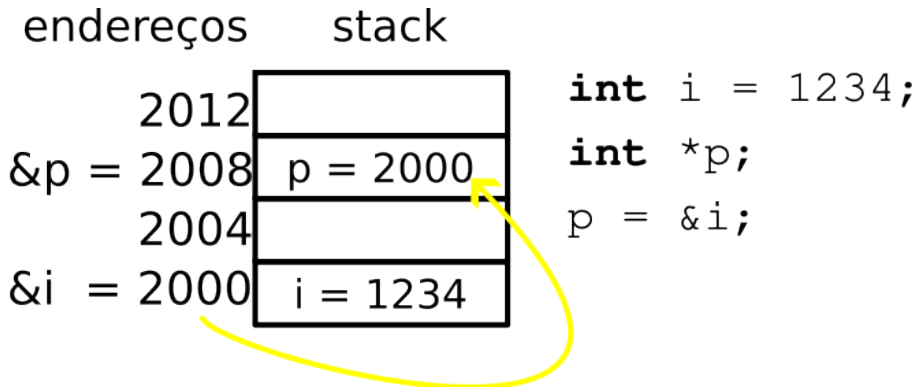 endereços stack
2012
&p = 2008 p = 2000
2004
&i = 2000 i = 1234
int i = 1234;
int *p;
p = &i;